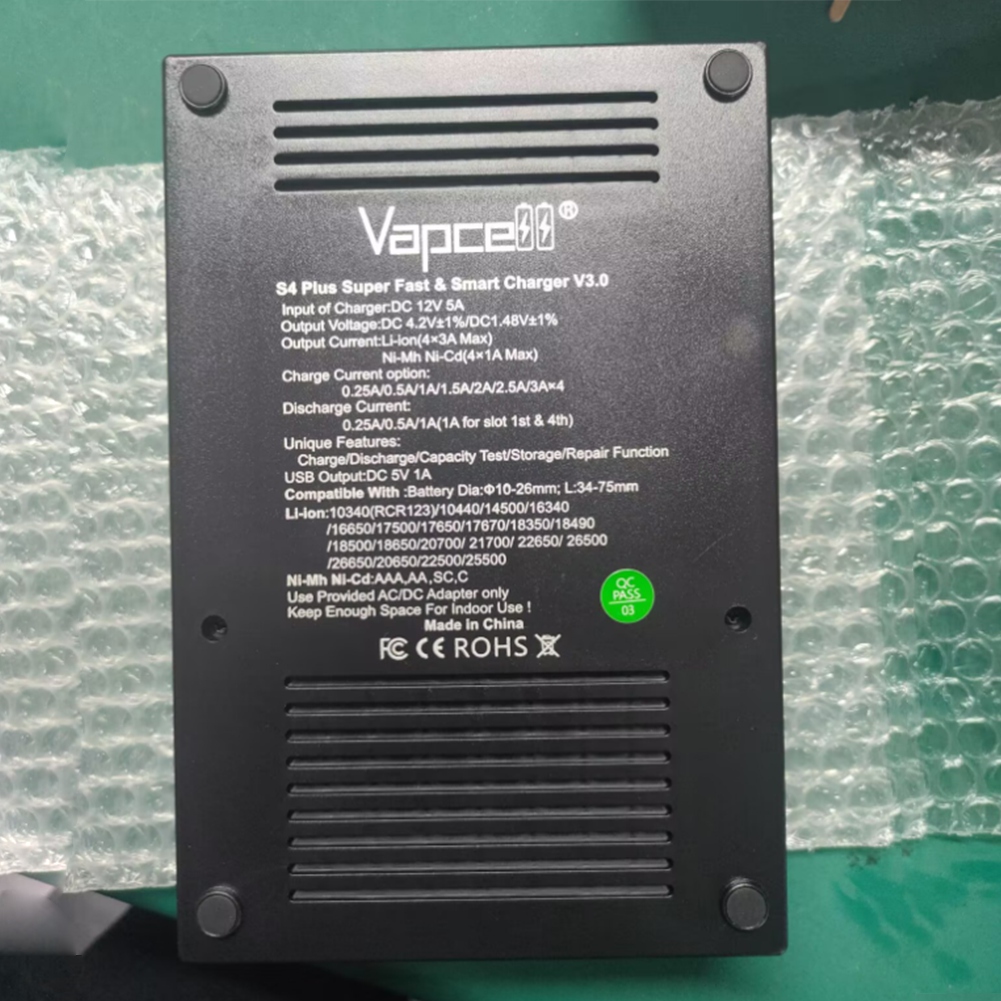 Vapcell®
S4 Plus Super Fast & Smart Charger V3.0
Input of Charger:DC 12V 5A
Output Voltage:DC 4.2V±1%/DC1.48V±1%
Output Current:Li-ion(4×3A Max)
Ni-Mh Ni-Cd(4×1A Max)
Charge Current option:
0.25A/0.5A/1A/1.5A/2A/2.5A/3A×4
Discharge Current:
0.25A/0.5A/1A(1A for slot 1st & 4th)
Unique Features:
Charge/Discharge/Capacity Test/Storage/Repair Function
USB Output:DC 5V 1A
Compatible With :Battery Dia:Φ10-26mm; L:34-75mm
Li-ion:10340(RCR123)/10440/14500/16340
/16650/17500/17650/17670/18350/18490
/18500/18650/20700/ 21700/ 22650/ 26500
/26650/20650/22500/25500
Ni-Mh Ni-Cd:AAA,AA,SC,C
Use Provided AC/DC Adapter only
Keep Enough Space For Indoor Use !
Made in China
FC CE ROHS
QC
PASS
03